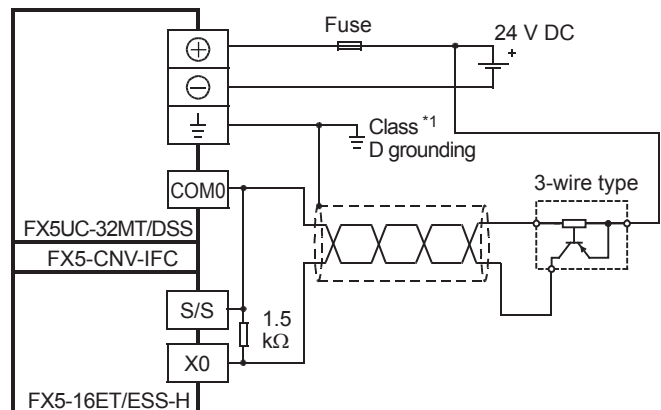 Fuse
24 V DC
+
Class *1
D grounding
COM0
3-wire type
FX5UC-32MT/DSS
FX5-CNV-IFC
S/S
1.5
kΩ
X0
FX5-16ET/ESS-H